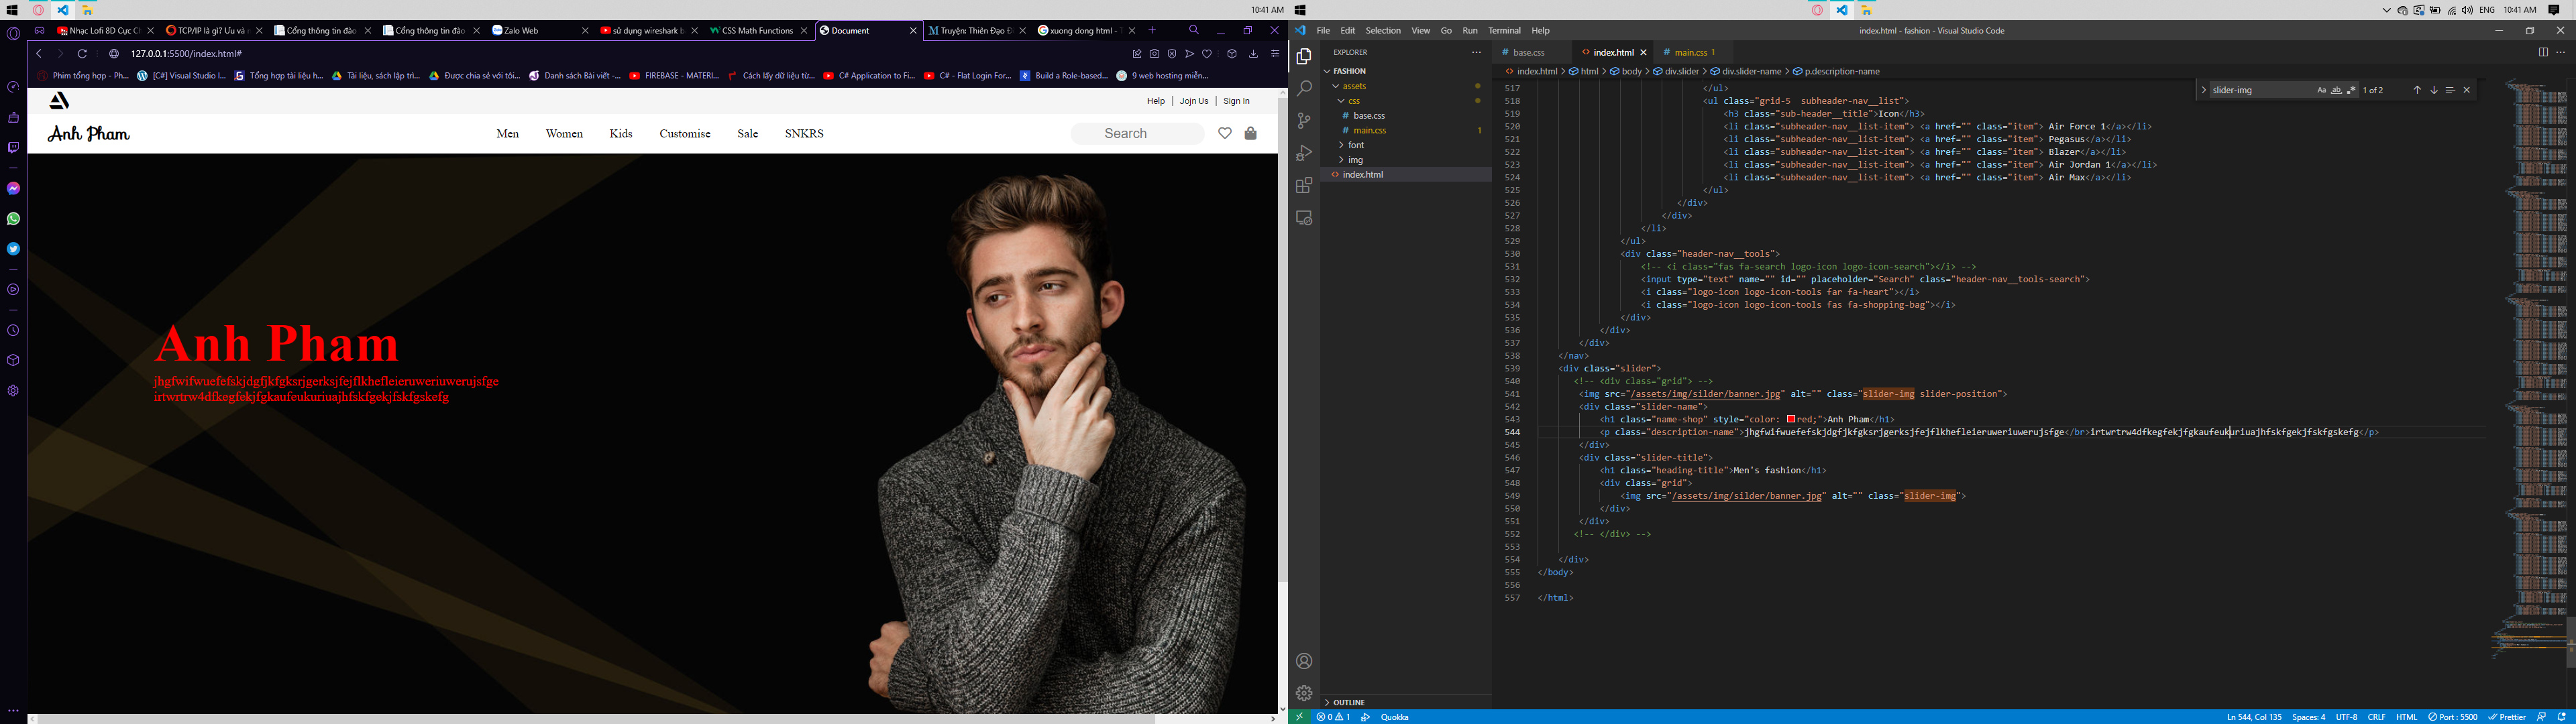 10:41 AM
Nhạc Lofi 8D Cực C
TCP/IP là gì? Ưu và
Cổng thông tin đào
Cổng thông tin đào
Zalo Web
sử dụng wireshark b
CSS Math Functions
Document
Truyện: Thiên Đạo
xuong dong html -
127.0.0.1:5500/index.html#
Phim tổng hợp - Ph...
[C#] Visual Studio I...
Tổng hợp tài liệu h...
Tài liệu, sách lập trì...
Được chia sẻ với tôi...
Danh sách Bài viết -...
FIREBASE - MATERI...
Cách lấy dữ liệu từ...
C# Application to Fi...
C# - Flat Login For...
Build a Role-based...
9 web hosting miễn...
Help | Join Us | Sign In
Anh Pham
Men Women Kids Customise Sale SNKRS
Search
Anh Pham
jhgfwifwuefefskjdgfjkfgksrjgerksjfejflkhefleieruweriuwerujsfge
irtwrtrw4dfkegfekjfgkaufeukuriuajhfskfgekjfskfgskefg
ENG 10:41 AM
File Edit Selection View Go Run Terminal Help
index.html - fashion - Visual Studio Code
EXPLORER
FASHION
assets
css
base.css
main.css 1
font
img
index.html
OUTLINE
base.css
index.html
main.css 1
index.html > html > body > div.slider > div.slider-name > p.description-name
slider-img
Aa ab 1 of 2
517 </ul>
518 <ul class="grid-5  subheader-nav__list">
519 <h3 class="sub-header__title">Icon</h3>
520 <li class="subheader-nav__list-item"> <a href="" class="item"> Air Force 1</a></li>
521 <li class="subheader-nav__list-item"> <a href="" class="item"> Pegasus</a></li>
522 <li class="subheader-nav__list-item"> <a href="" class="item"> Blazer</a></li>
523 <li class="subheader-nav__list-item"> <a href="" class="item"> Air Jordan 1</a></li>
524 <li class="subheader-nav__list-item"> <a href="" class="item"> Air Max</a></li>
525 </ul>
526 </div>
527 </div>
528 </li>
529 </ul>
530 <div class="header-nav__tools">
531 <!-- <i class="fas fa-search logo-icon logo-icon-search"></i> -->
532 <input type="text" name="" id="" placeholder="Search" class="header-nav__tools-search">
533 <i class="logo-icon logo-icon-tools far fa-heart"></i>
534 <i class="logo-icon logo-icon-tools fas fa-shopping-bag"></i>
535 </div>
536 </div>
537 </div>
538 </nav>
539 <div class="slider">
540 <!-- <div class="grid"> -->
541 <img src="/assets/img/silder/banner.jpg" alt="" class="slider-img slider-position">
542 <div class="slider-name">
543 <h1 class="name-shop" style="color: red;">Anh Pham</h1>
544 <p class="description-name">jhgfwifwuefefskjdgfjkfgksrjgerksjfejflkhefleieruweriuwerujsfge</br>irtwrtrw4dfkegfekjfgkaufeukuriuajhfskfgekjfskfgskefg</p>
545 </div>
546 <div class="slider-title">
547 <h1 class="heading-title">Men's fashion</h1>
548 <div class="grid">
549 <img src="/assets/img/silder/banner.jpg" alt="" class="slider-img">
550 </div>
551 </div>
552 <!-- </div> -->
553
554 </div>
555 </body>
556
557 </html>
0 1 Quokka
Ln 544, Col 135 Spaces: 4 UTF-8 CRLF HTML Port : 5500 Prettier